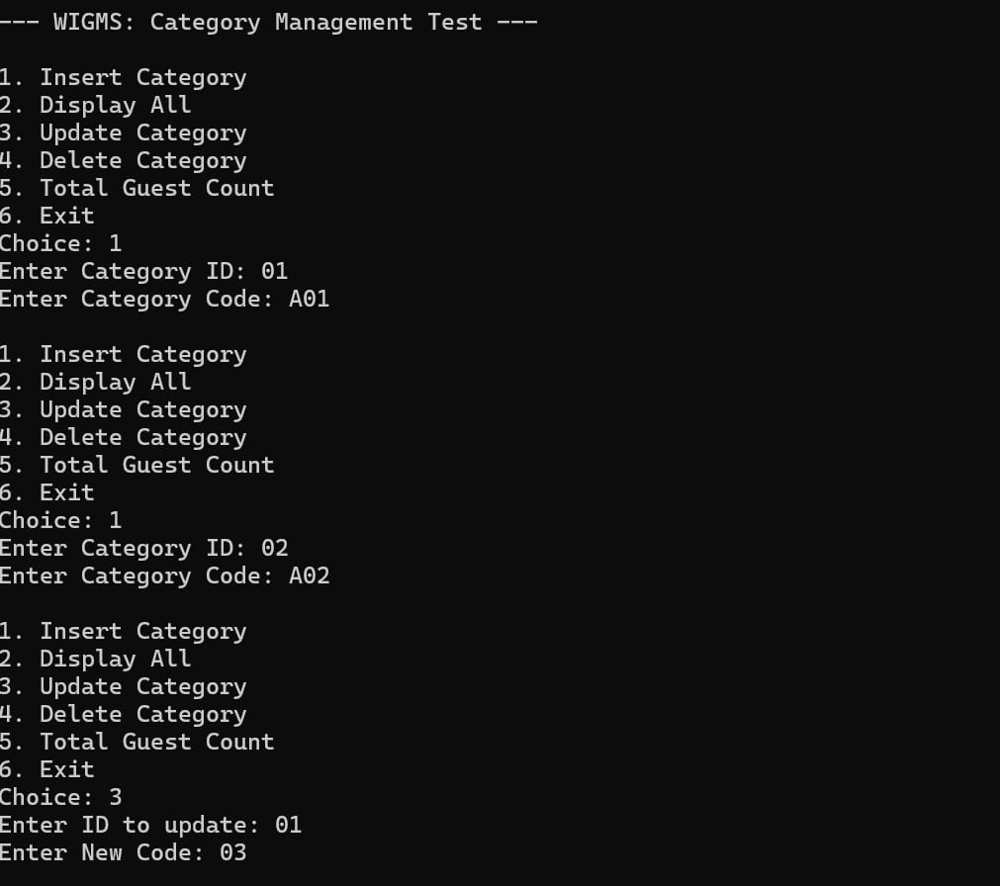 --- WIGMS: Category Management Test ---
1. Insert Category
2. Display All
3. Update Category
4. Delete Category
5. Total Guest Count
6. Exit
Choice: 1
Enter Category ID: 01
Enter Category Code: A01
1. Insert Category
2. Display All
3. Update Category
4. Delete Category
5. Total Guest Count
6. Exit
Choice: 1
Enter Category ID: 02
Enter Category Code: A02
1. Insert Category
2. Display All
3. Update Category
4. Delete Category
5. Total Guest Count
6. Exit
Choice: 3
Enter ID to update: 01
Enter New Code: 03